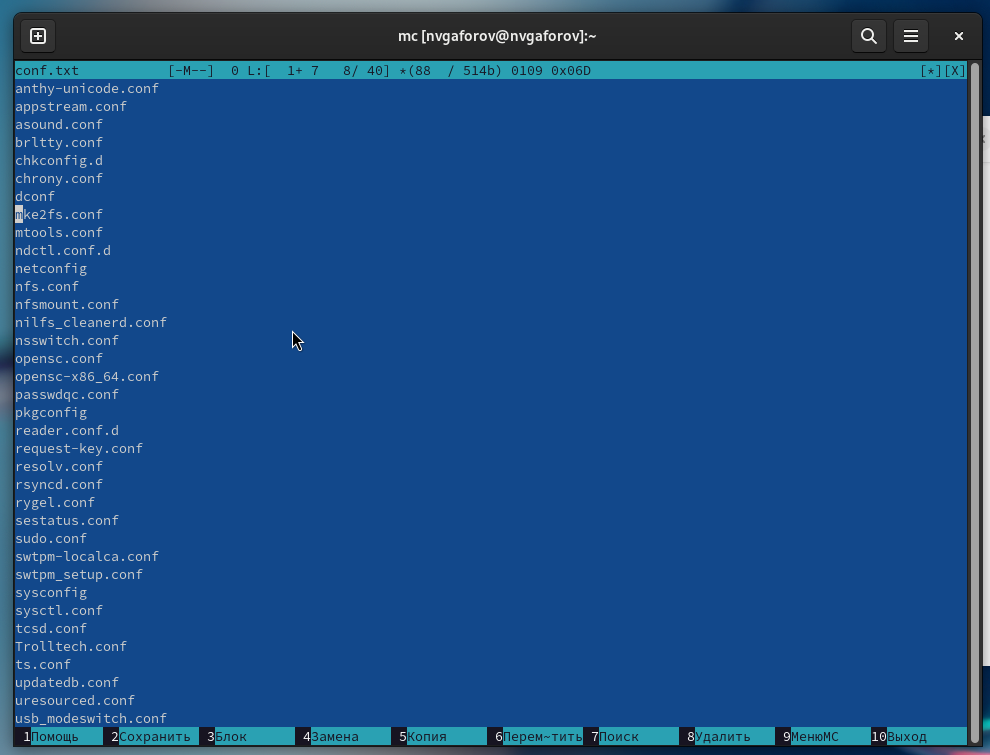 mc [nvgaforov@nvgaforov]:~
conf.txt [-M--] 0 L:[ 1+ 7 8/ 40] *(88 / 514b) 0109 0x06D [*][X]
anthy-unicode.conf
appstream.conf
asound.conf
brltty.conf
chkconfig.d
chrony.conf
dconf
mke2fs.conf
mtools.conf
ndctl.conf.d
netconfig
nfs.conf
nfsmount.conf
nilfs_cleanerd.conf
nsswitch.conf
opensc.conf
opensc-x86_64.conf
passwdqc.conf
pkgconfig
reader.conf.d
request-key.conf
resolv.conf
rsyncd.conf
rygel.conf
sestatus.conf
sudo.conf
swtpm-localca.conf
swtpm_setup.conf
sysconfig
sysctl.conf
tcsd.conf
Trolltech.conf
ts.conf
updatedb.conf
uresourced.conf
usb_modeswitch.conf
1Помощь 2Сохранить 3Блок 4Замена 5Копия 6Перем~тить 7Поиск 8Удалить 9МенюMC 10Выход